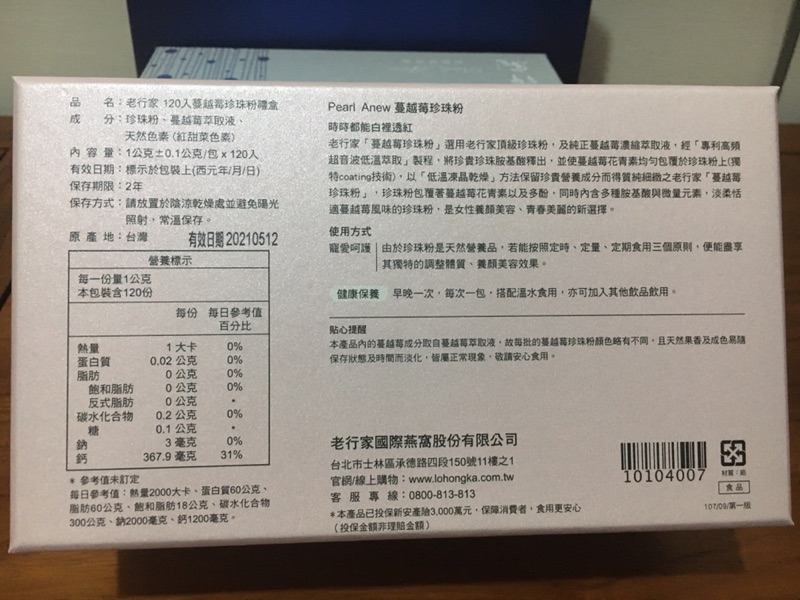 品　　名：老行家 120入蔓越莓珍珠粉禮盒
成　　分：珍珠粉、蔓越莓萃取液、
天然色素 (紅甜菜色素)
內 容 量：1公克±0.1公克/包 x 120入
有效日期：標示於包裝上(西元年/月/日)
保存期限：2年
保存方式：請放置於陰涼乾燥處並避免陽光
照射，常溫保存。
原 產 地：台灣
有效日期 20210512
營養標示
每一份量1公克
本包裝含120份
每份　每日參考值
百分比
熱量　1 大卡　0%
蛋白質　0.02 公克　0%
脂肪　0 公克　0%
飽和脂肪　0 公克　0%
反式脂肪　0 公克　*
碳水化合物　0.2 公克　0%
糖　0.1 公克　*
鈉　3 毫克　0%
鈣　367.9 毫克　31%
* 參考值未訂定
每日參考值：熱量2000大卡、蛋白質60公克、
脂肪60公克、飽和脂肪18公克、碳水化合物
300公克、鈉2000毫克、鈣1200毫克。
Pearl Anew 蔓越莓珍珠粉
時時都能白裡透紅
老行家「蔓越莓珍珠粉」選用老行家頂級珍珠粉，及純正蔓越莓濃縮萃取液，經「專利高頻
超音波低溫萃取」製程，將珍貴珍珠胺基酸釋出，並使蔓越莓花青素均勻包覆於珍珠粉上(獨
特coating技術)，以「低溫凍晶乾燥」方法保留珍貴營養成分而得質純細緻之老行家「蔓越
莓珍珠粉」，珍珠粉包覆著蔓越莓花青素以及多酚，同時內含多種胺基酸與微量元素，淡柔恬
適蔓越莓風味的珍珠粉，是女性養顏美容、青春美麗的新選擇。
使用方式
寵愛呵護｜由於珍珠粉是天然營養品，若能按照定時、定量、定期食用三個原則，便能盡享
其獨特的調整體質、養顏美容效果。
健康保養　早晚一次，每次一包，搭配溫水食用，亦可加入其他飲品飲用。
貼心提醒
本產品內的蔓越莓成分取自蔓越莓萃取液，故每批的蔓越莓珍珠粉顏色略有不同，且天然果香及成色易隨
保存狀態及時間而淡化，皆屬正常現象，敬請安心食用。
老行家國際燕窩股份有限公司
台北市士林區承德路四段150號11樓之1
官網/線上購物：www.lohongka.com.tw
客 服 專 線：0800-813-813
*本產品已投保新安產險3,000萬元，保障消費者，食用更安心
(投保金額非理賠金額)
10104007
材質：紙
食品
107/09/第一版